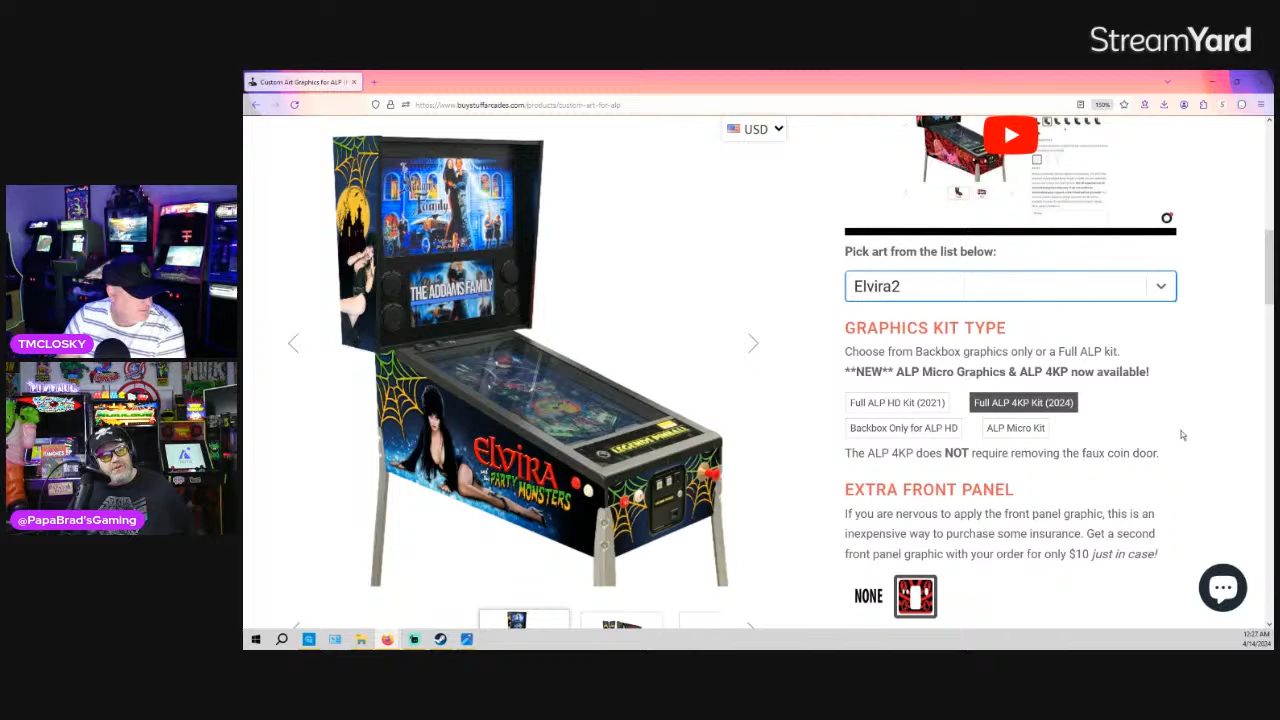 StreamYard
Custom Art Graphics for ALP (
https://www.buystuffarcades.com/products/custom-art-for-alp
150%
USD
Pick art from the list below:
Elvira2
GRAPHICS KIT TYPE
Choose from Backbox graphics only or a Full ALP kit.
**NEW** ALP Micro Graphics & ALP 4KP now available!
Full ALP HD Kit (2021)
Full ALP 4KP Kit (2024)
Backbox Only for ALP HD
ALP Micro Kit
The ALP 4KP does NOT require removing the faux coin door.
EXTRA FRONT PANEL
If you are nervous to apply the front panel graphic, this is an
inexpensive way to purchase some insurance. Get a second
front panel graphic with your order for only $10 just in case!
NONE
Addams
Family
THE ADDAMS FAMILY
ELVIRA
and the
PARTY MONSTERS
LEGENDS PINBALL
TMCLOSKY
@PapaBrad'sGaming
12:27 AM
4/14/2024